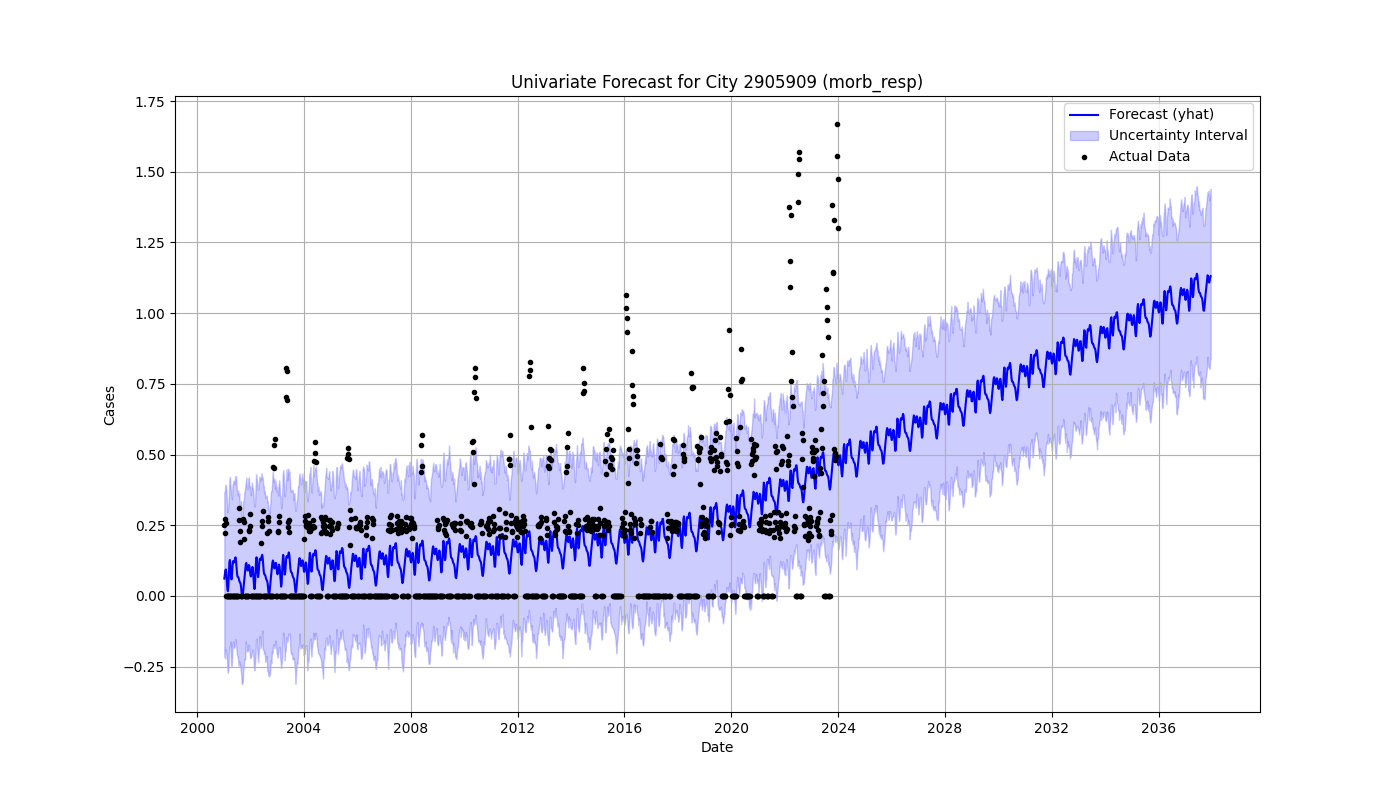 Univariate Forecast for City 2905909 (morb_resp)
Forecast (yhat)
Uncertainty Interval
Actual Data
Cases
1.75
1.50
1.25
1.00
0.75
0.50
0.25
0.00
−0.25
2000 2004 2008 2012 2016 2020 2024 2028 2032 2036
Date